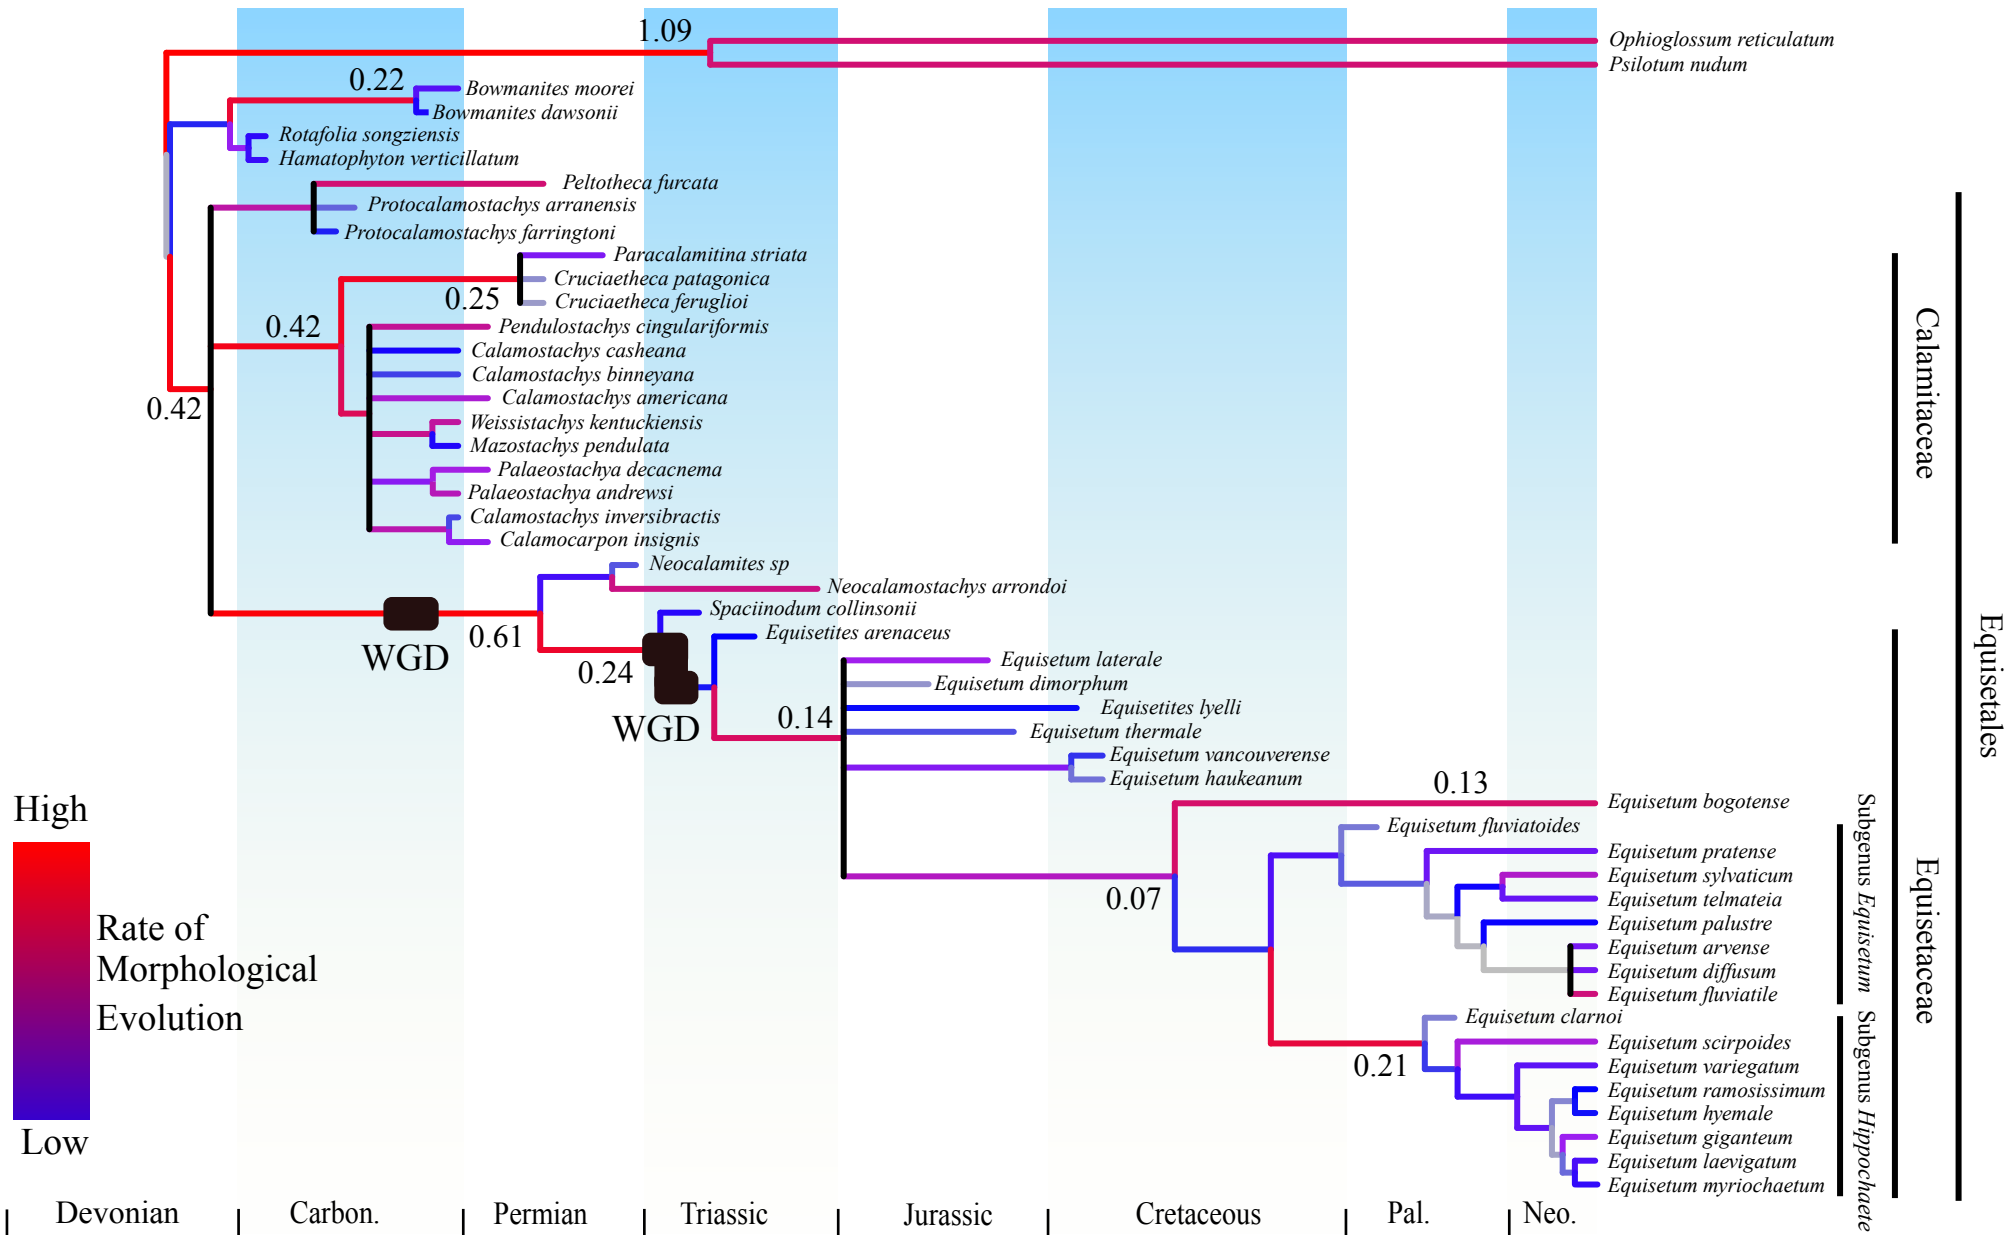 1.09
Ophioglossum reticulatum
Psilotum nudum
0.22
Bowmanites moorei
Bowmanites dawsonii
Rotafolia songziensis
Hamatophyton verticillatum
Peltotheca furcata
Protocalamostachys arranensis
Protocalamostachys farringtoni
Paracalamitina striata
Cruciaetheca patagonica
0.25
Cruciaetheca feruglioi
0.42
Pendulostachys cingulariformis
Calamostachys casheana
Calamostachys binneyana
Calamostachys americana
0.42
Weissistachys kentuckiensis
Mazostachys pendulata
Palaeostachya decacnema
Palaeostachya andrewsi
Calamostachys inversibractis
Calamocarpon insignis
Neocalamites sp
Neocalamostachys arrondoi
Spaciinodum collinsonii
0.61
Equisetites arenaceus
WGD
0.24
Equisetum laterale
Equisetum dimorphum
Equisetites lyelli
0.14
WGD
Equisetum thermale
Equisetum vancouverense
Equisetum haukeanum
0.13
Equisetum bogotense
Equisetum fluviatoides
Equisetum pratense
Equisetum sylvaticum
0.07
Equisetum telmateia
Equisetum palustre
Equisetum arvense
Equisetum diffusum
Equisetum fluviatile
Equisetum clarnoi
Equisetum scirpoides
0.21
Equisetum variegatum
Equisetum ramosissimum
Equisetum hyemale
Equisetum giganteum
Equisetum laevigatum
Equisetum myriochaetum
Calamitaceae
Equisetales
Equisetaceae
Subgenus Equisetum
Subgenus Hippochaete
High
Rate of
Morphological
Evolution
Low
Devonian
Carbon.
Permian
Triassic
Jurassic
Cretaceous
Pal.
Neo.